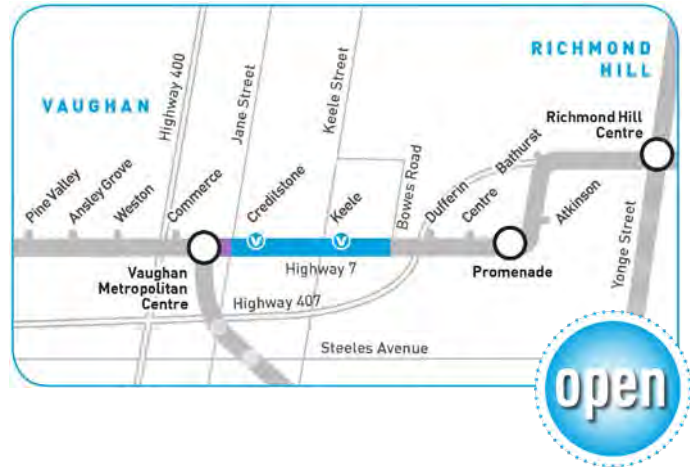 RICHMOND
HILL
VAUGHAN
Highway 400
Jane Street
Keele Street
Richmond Hill
Centre
Pine Valley
Ansley Grove
Weston
Commerce
Creditstone
Keele
Bowes Road
Dufferin
Centre
Bathurst
Atkinson
Yonge Street
V
V
Highway 7
Vaughan
Metropolitan
Centre
Promenade
Highway 407
Steeles Avenue
open